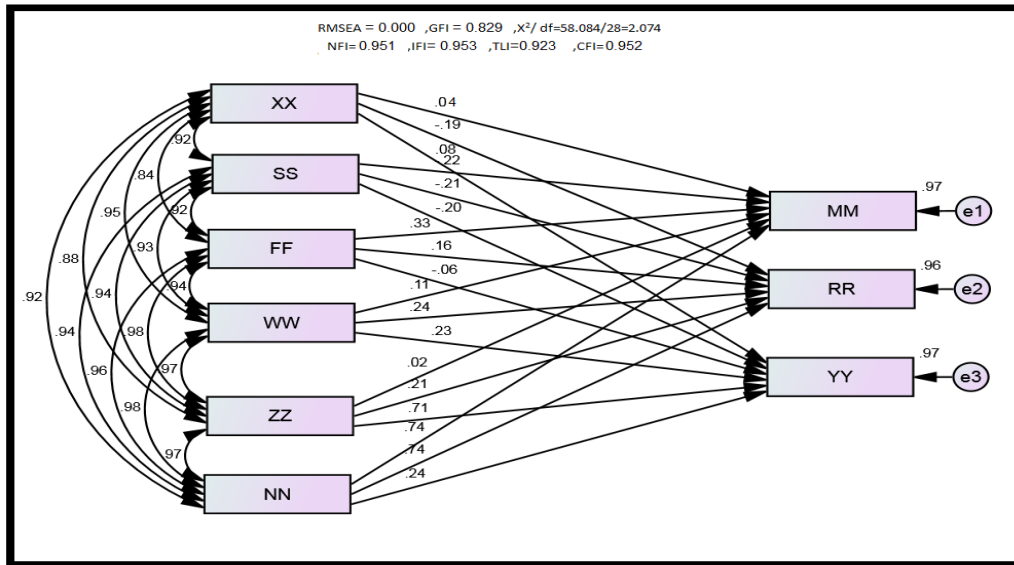 RMSEA = 0.000 ,GFI = 0.829 ,X²/ df=58.084/28=2.074
NFI= 0.951 ,IFI= 0.953 ,TLI=0.923 ,CFI=0.952
XX
.04
-.19
.08
.92
SS
.22
-.21
-.20
.97
.84
MM
e1
.95
.92
.33
FF
.93
.16
-.06
.96
.88
RR
e2
.94
.11
.92
.94
WW
.24
.98
.23
.94
.97
.02
.97
YY
e3
.96
.21
.98
ZZ
.71
.74
.74
.97
.24
NN